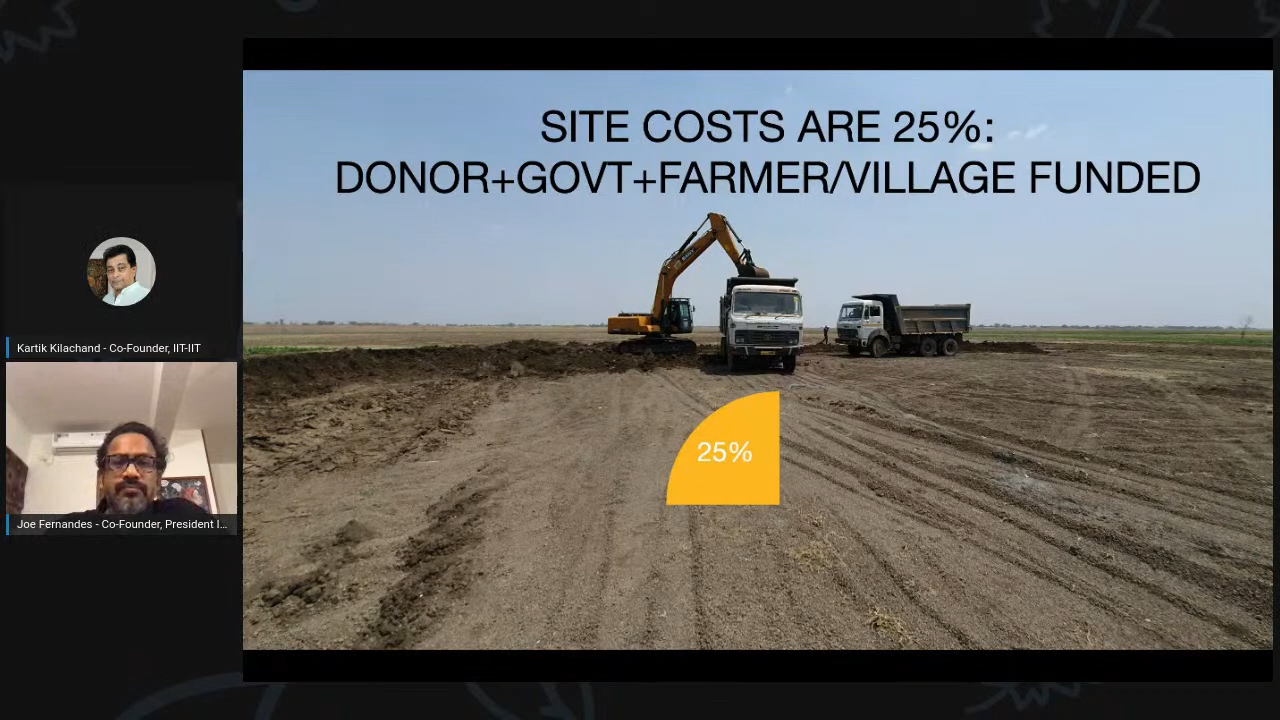 SITE COSTS ARE 25%:
DONOR+GOVT+FARMER/VILLAGE FUNDED
25%
Kartik Kilachand - Co-Founder, IIT-IIT
Joe Fernandes - Co-Founder, President I...